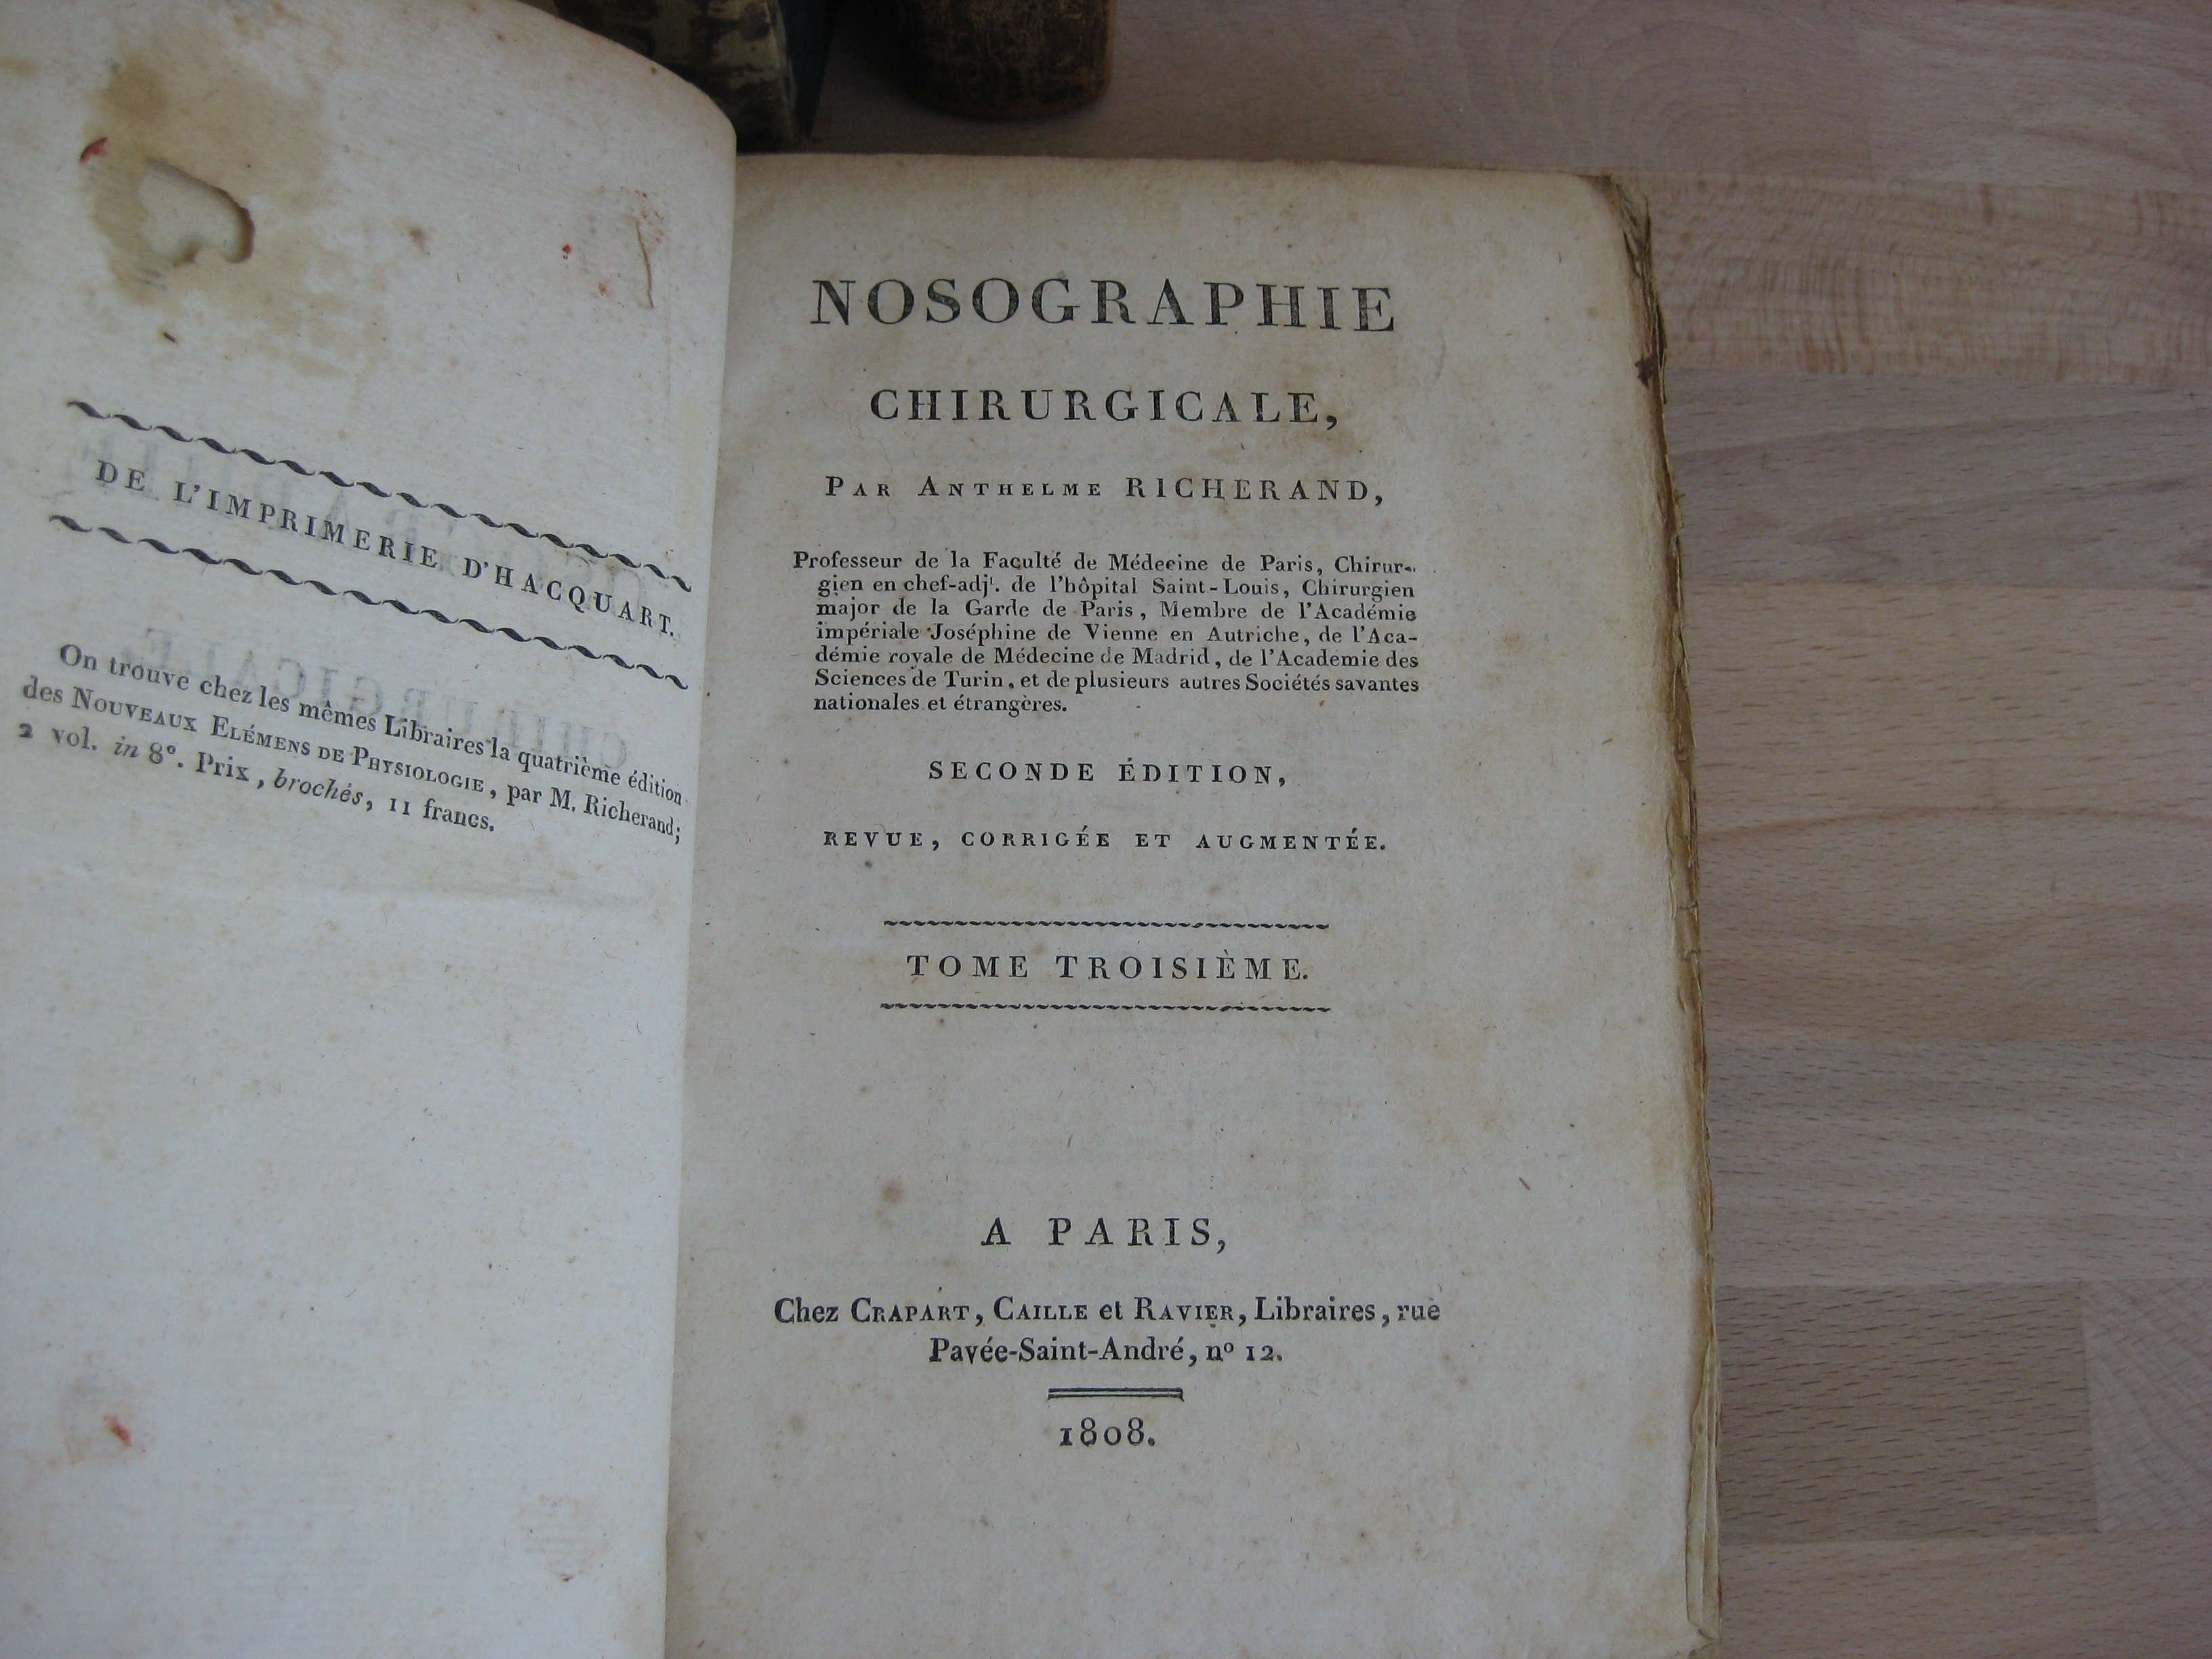 DE L'IMPRIMERIE D'HACQUART.
On trouve chez les mêmes Libraires la quatrième édition
des NOUVEAUX ELÉMENS DE PHYSIOLOGIE, par M. Richerand;
2 vol. in 8°. Prix, brochés, 11 francs.
NOSOGRAPHIE
CHIRURGICALE,
PAR ANTHELME RICHERAND,
Professeur de la Faculté de Médecine de Paris, Chirur-
gien en chef-adjt. de l'hôpital Saint-Louis, Chirurgien
major de la Garde de Paris, Membre de l'Académie
impériale Joséphine de Vienne en Autriche, de l'Aca-
démie royale de Médecine de Madrid, de l'Academie des
Sciences de Turin, et de plusieurs autres Sociétés savantes
nationales et étrangères.
SECONDE ÉDITION,
REVUE, CORRIGÉE ET AUGMENTÉE.
TOME TROISIÈME.
A PARIS,
Chez CRAPART, CAILLE et RAVIER, Libraires, rue
Pavée-Saint-André, nº 12.
1808.